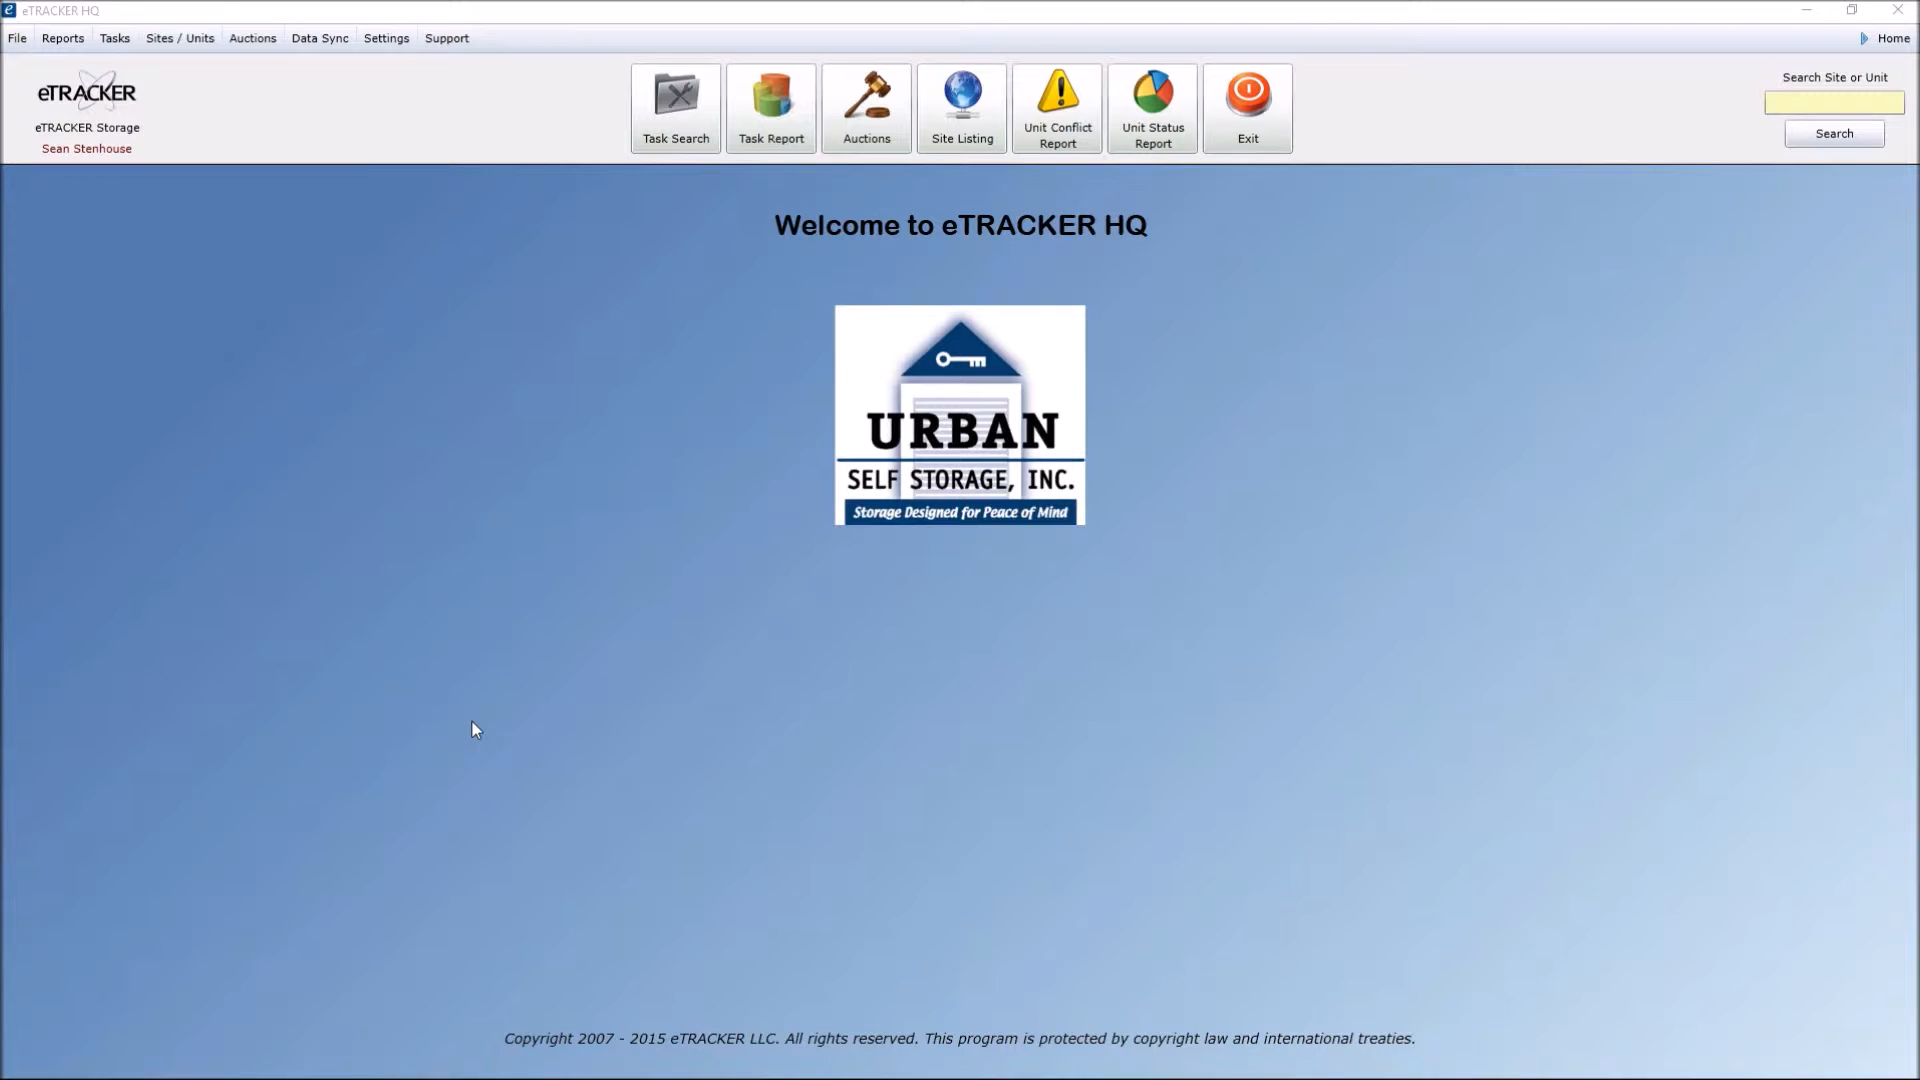 eTRACKER HQ
File Reports Tasks Sites / Units Auctions Data Sync Settings Support Home
eTRACKER
eTRACKER Storage
Sean Stenhouse
Task Search
Task Report
Auctions
Site Listing
Unit Conflict
Report
Unit Status
Report
Exit
Search Site or Unit
Search
Welcome to eTRACKER HQ
URBAN
SELF STORAGE, INC.
Storage Designed for Peace of Mind
Copyright 2007 - 2015 eTRACKER LLC. All rights reserved. This program is protected by copyright law and international treaties.